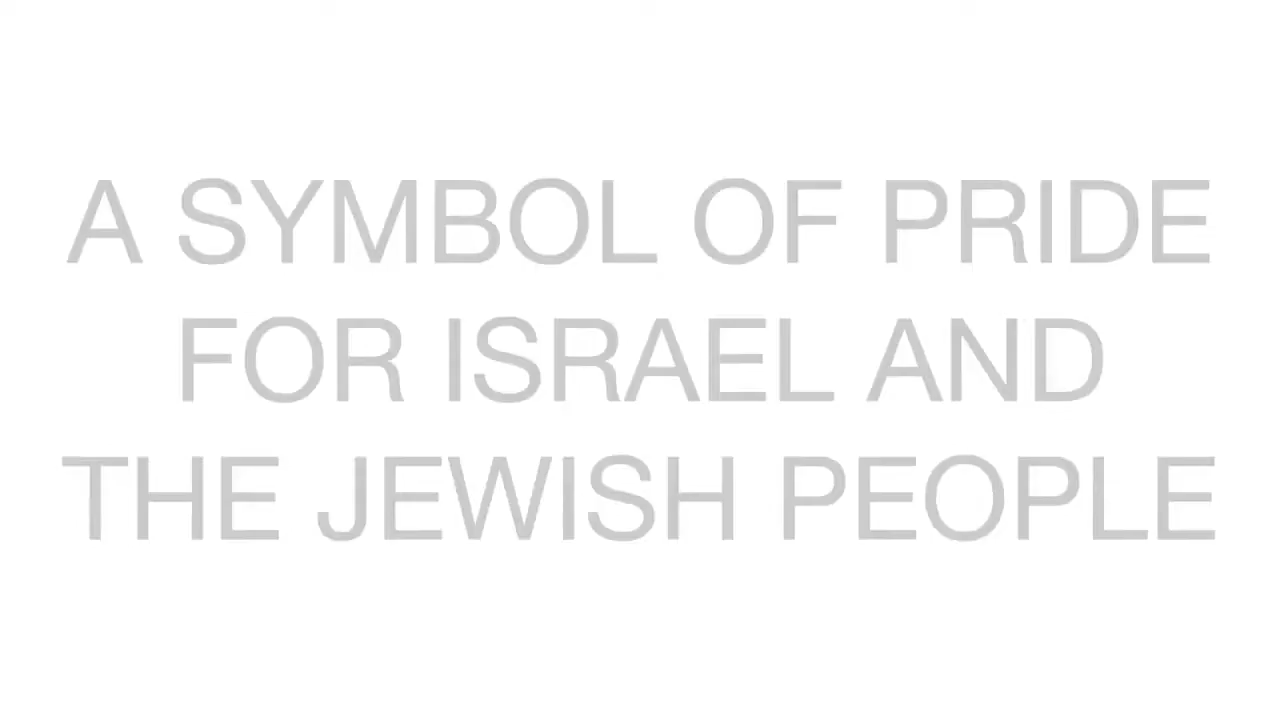 A SYMBOL OF PRIDE
FOR ISRAEL AND
THE JEWISH PEOPLE